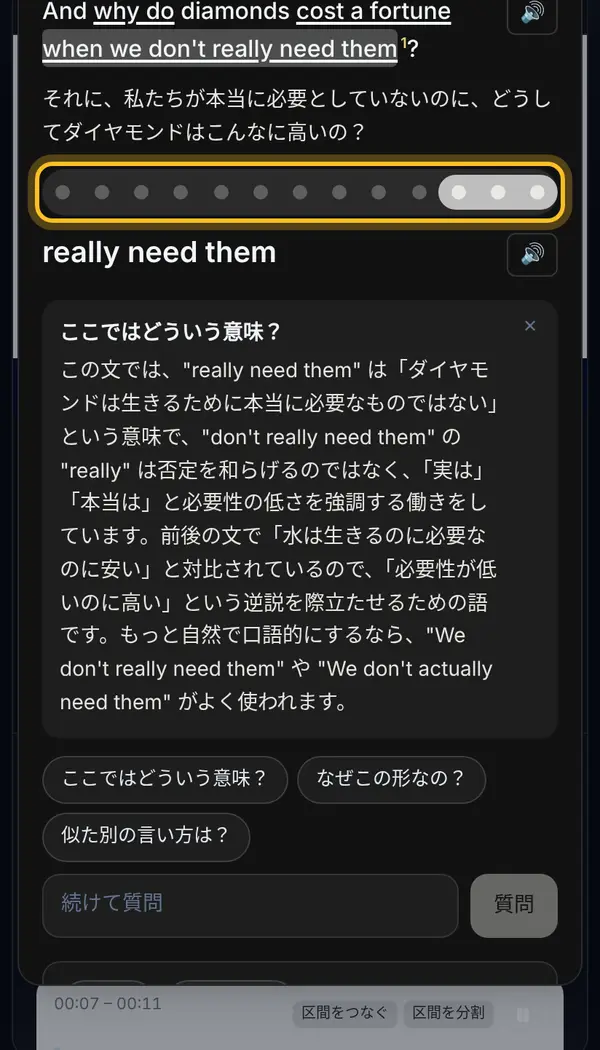 And why do diamonds cost a fortune
when we don't really need them¹?
それに、私たちが本当に必要としていないのに、どうし
てダイヤモンドはこんなに高いの？
really need them
ここではどういう意味？
×
この文では、"really need them" は「ダイヤモ
ンドは生きるために本当に必要なものではない」
という意味で、"don't really need them" の
"really" は否定を和らげるのではなく、「実は」
「本当は」と必要性の低さを強調する働きをし
ています。前後の文で「水は生きるのに必要な
のに安い」と対比されているので、「必要性が低
いのに高い」という逆説を際立たせるための語
です。もっと自然で口語的にするなら、"We
don't really need them" や "We don't actually
need them" がよく使われます。
ここではどういう意味？
なぜこの形なの？
似た別の言い方は？
続けて質問
質問
00:07 – 00:11
区間をつなぐ
区間を分割